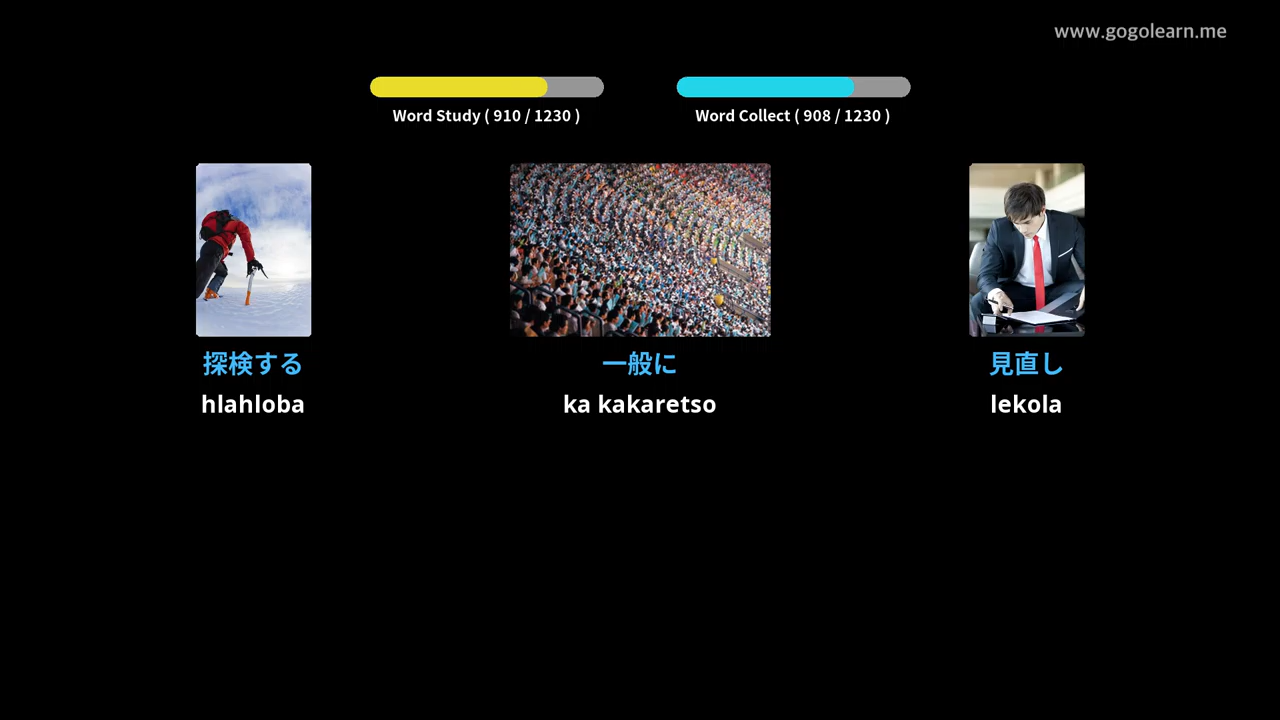 www.gogolearn.me
Word Study ( 910 / 1230 )
Word Collect ( 908 / 1230 )
探検する
hlahloba
一般に
ka kakaretso
見直し
lekola